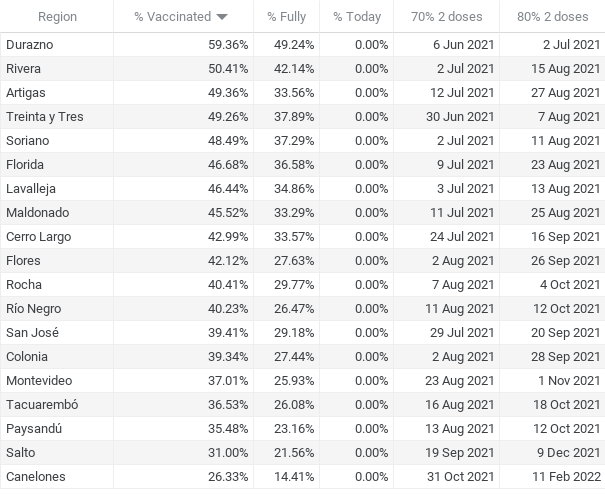 Region % Vaccinated % Fully % Today 70% 2 doses 80% 2 doses
Durazno 59.36% 49.24% 0.00% 6 Jun 2021 2 Jul 2021
Rivera 50.41% 42.14% 0.00% 2 Jul 2021 15 Aug 2021
Artigas 49.36% 33.56% 0.00% 12 Jul 2021 27 Aug 2021
Treinta y Tres 49.26% 37.89% 0.00% 30 Jun 2021 7 Aug 2021
Soriano 48.49% 37.29% 0.00% 2 Jul 2021 11 Aug 2021
Florida 46.68% 36.58% 0.00% 9 Jul 2021 23 Aug 2021
Lavalleja 46.44% 34.86% 0.00% 3 Jul 2021 13 Aug 2021
Maldonado 45.52% 33.29% 0.00% 11 Jul 2021 25 Aug 2021
Cerro Largo 42.99% 33.57% 0.00% 24 Jul 2021 16 Sep 2021
Flores 42.12% 27.63% 0.00% 2 Aug 2021 26 Sep 2021
Rocha 40.41% 29.77% 0.00% 7 Aug 2021 4 Oct 2021
Río Negro 40.23% 26.47% 0.00% 11 Aug 2021 12 Oct 2021
San José 39.41% 29.18% 0.00% 29 Jul 2021 20 Sep 2021
Colonia 39.34% 27.44% 0.00% 2 Aug 2021 28 Sep 2021
Montevideo 37.01% 25.93% 0.00% 23 Aug 2021 1 Nov 2021
Tacuarembó 36.53% 26.08% 0.00% 16 Aug 2021 18 Oct 2021
Paysandú 35.48% 23.16% 0.00% 13 Aug 2021 12 Oct 2021
Salto 31.00% 21.56% 0.00% 19 Sep 2021 9 Dec 2021
Canelones 26.33% 14.41% 0.00% 31 Oct 2021 11 Feb 2022